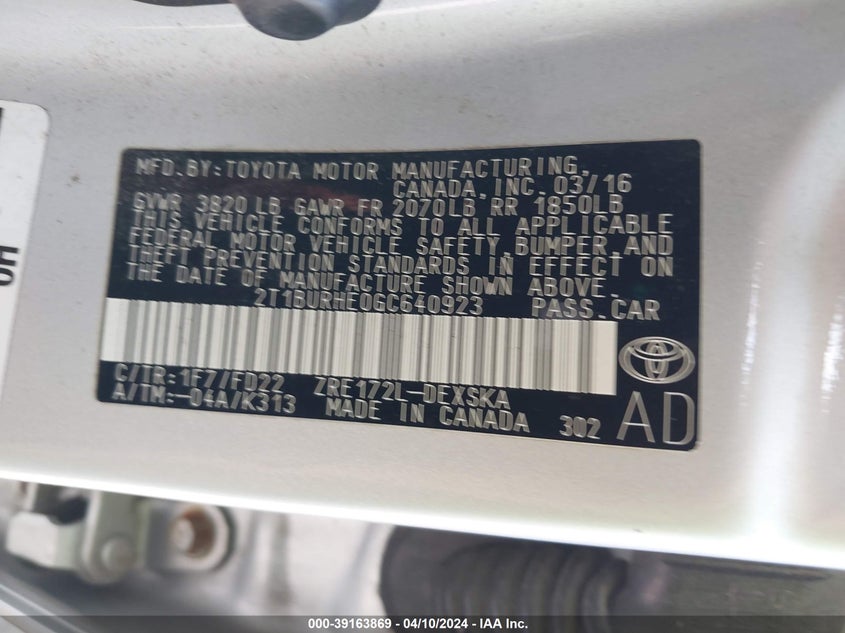 MFD.BY:TOYOTA MOTOR MANUFACTURING,
CANADA,INC.03/16
GVWR 3820 LB GAWR FR 2070LB RR 1850LB
THIS VEHICLE CONFORMS TO ALL APPLICABLE
FEDERAL MOTOR VEHICLE SAFETY,BUMPER,AND
THEFT PREVENTION STANDARDS IN EFFECT ON
THE DATE OF MANUFACTURE SHOWN ABOVE.
2T1BURHE0GC640923 PASS.CAR
C/TR:1F7/FD22 ZRE172L-DEXSKA
A/TM:-04A/K313 MADE IN CANADA 302 AD
000-39163869 - 04/10/2024 - IAA Inc.